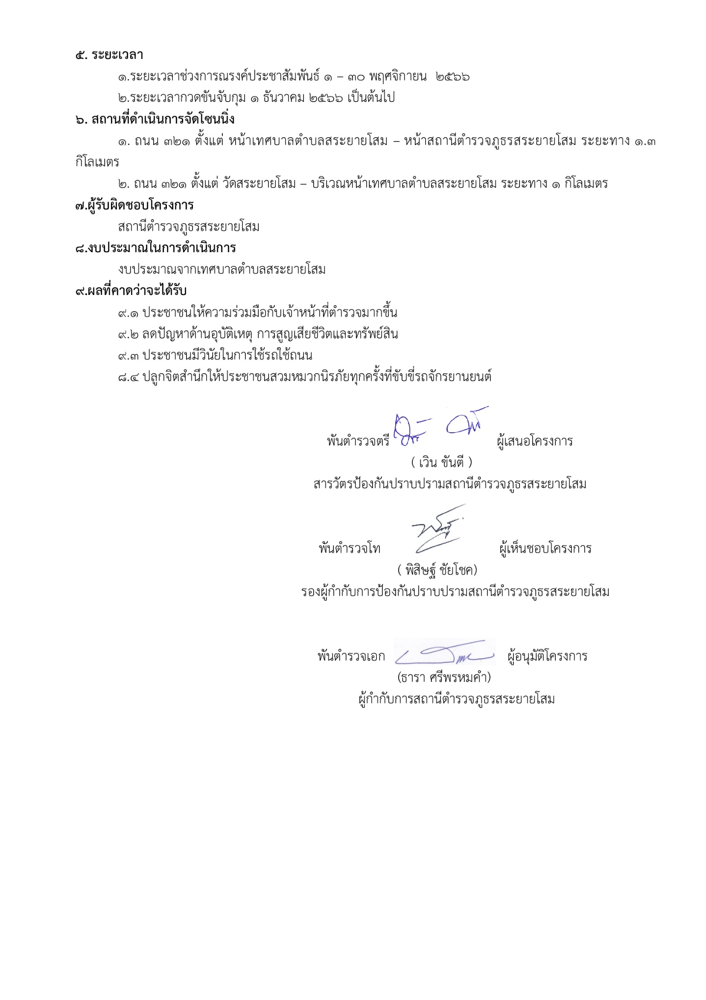 ๕. ระยะเวลา
๑.ระยะเวลาช่วงการณรงค์ประชาสัมพันธ์ ๑ – ๓๐ พฤศจิกายน ๒๕๖๖
๒.ระยะเวลากวดขันจับกุม ๑ ธันวาคม ๒๕๖๖ เป็นต้นไป
๖. สถานที่ดำเนินการจัดโซนนิ่ง
๑. ถนน ๓๒๑ ตั้งแต่ หน้าเทศบาลตำบลสระยายโสม – หน้าสถานีตำรวจภูธรสระยายโสม ระยะทาง ๑.๓
กิโลเมตร
๒. ถนน ๓๒๑ ตั้งแต่ วัดสระยายโสม – บริเวณหน้าเทศบาลตำบลสระยายโสม ระยะทาง ๑ กิโลเมตร
๗.ผู้รับผิดชอบโครงการ
สถานีตำรวจภูธรสระยายโสม
๘.งบประมาณในการดำเนินการ
งบประมาณจากเทศบาลตำบลสระยายโสม
๙.ผลที่คาดว่าจะได้รับ
๙.๑ ประชาชนให้ความร่วมมือกับเจ้าหน้าที่ตำรวจมากขึ้น
๙.๒ ลดปัญหาด้านอุบัติเหตุ การสูญเสียชีวิตและทรัพย์สิน
๙.๓ ประชาชนมีวินัยในการใช้รถใช้ถนน
๘.๔ ปลูกจิตสำนึกให้ประชาชนสวมหมวกนิรภัยทุกครั้งที่ขับขี่รถจักรยานยนต์
พันตำรวจตรี ผู้เสนอโครงการ
( เวิน ขันตี )
สารวัตรป้องกันปราบปรามสถานีตำรวจภูธรสระยายโสม
พันตำรวจโท ผู้เห็นชอบโครงการ
( พิสิษฐ์ ชัยโชค)
รองผู้กำกับการป้องกันปราบปรามสถานีตำรวจภูธรสระยายโสม
พันตำรวจเอก ผู้อนุมัติโครงการ
(ธารา ศรีพรหมคำ)
ผู้กำกับการสถานีตำรวจภูธรสระยายโสม